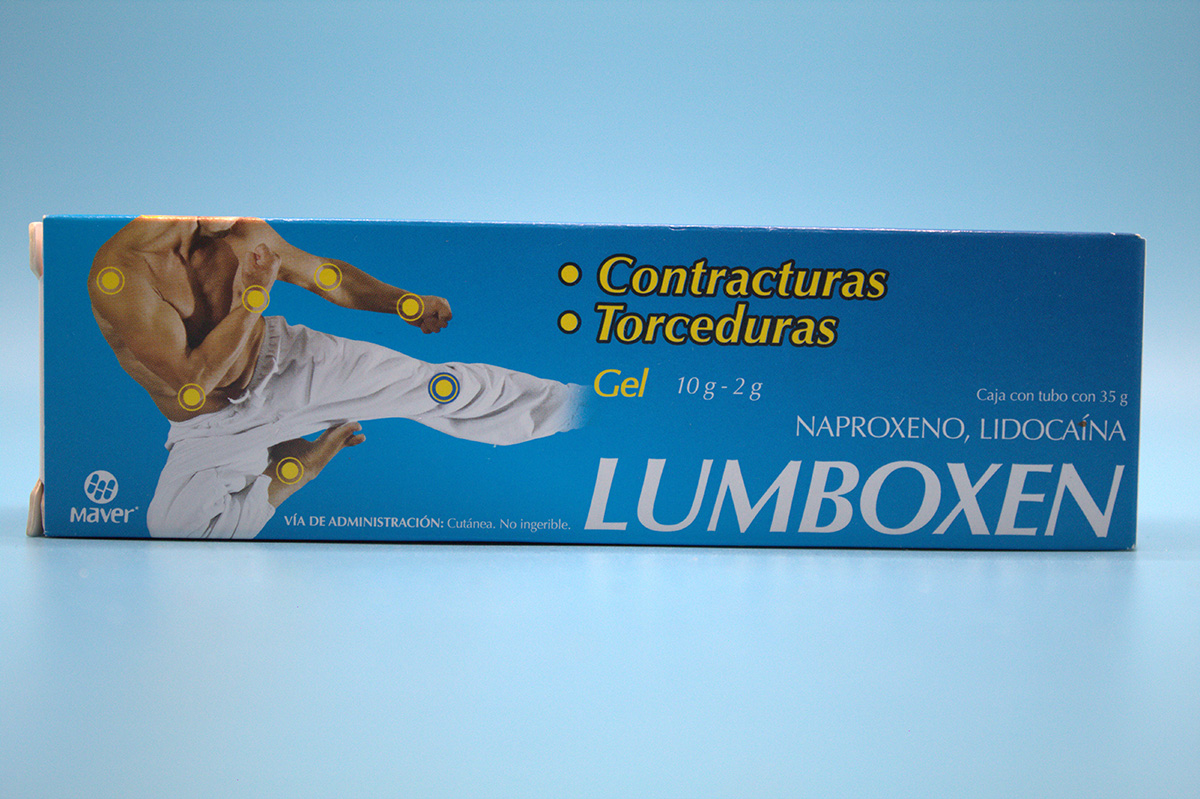 • Contracturas
• Torceduras
Gel 10 g - 2 g
Caja con tubo con 35 g
NAPROXENO, LIDOCAÍNA
LUMBOXEN
Maver®
VÍA DE ADMINISTRACIÓN: Cutánea. No ingerible.